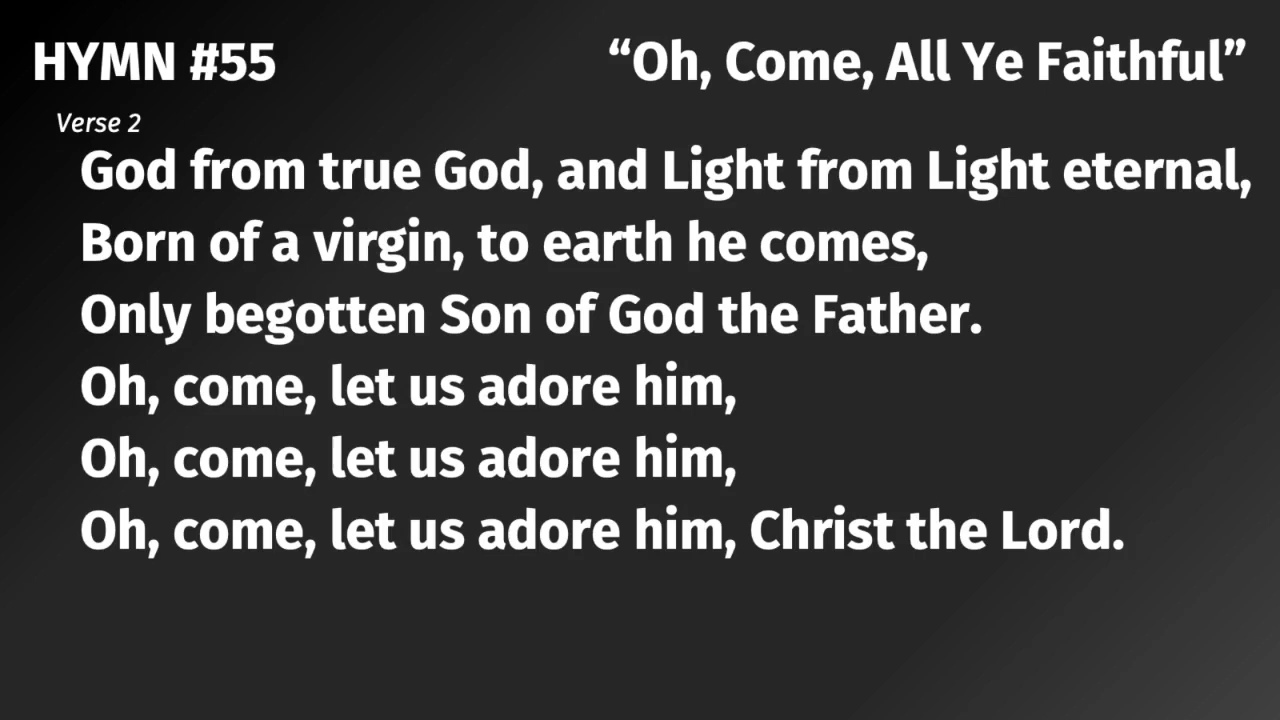 HYMN #55 “Oh, Come, All Ye Faithful”
Verse 2
God from true God, and Light from Light eternal,
Born of a virgin, to earth he comes,
Only begotten Son of God the Father.
Oh, come, let us adore him,
Oh, come, let us adore him,
Oh, come, let us adore him, Christ the Lord.